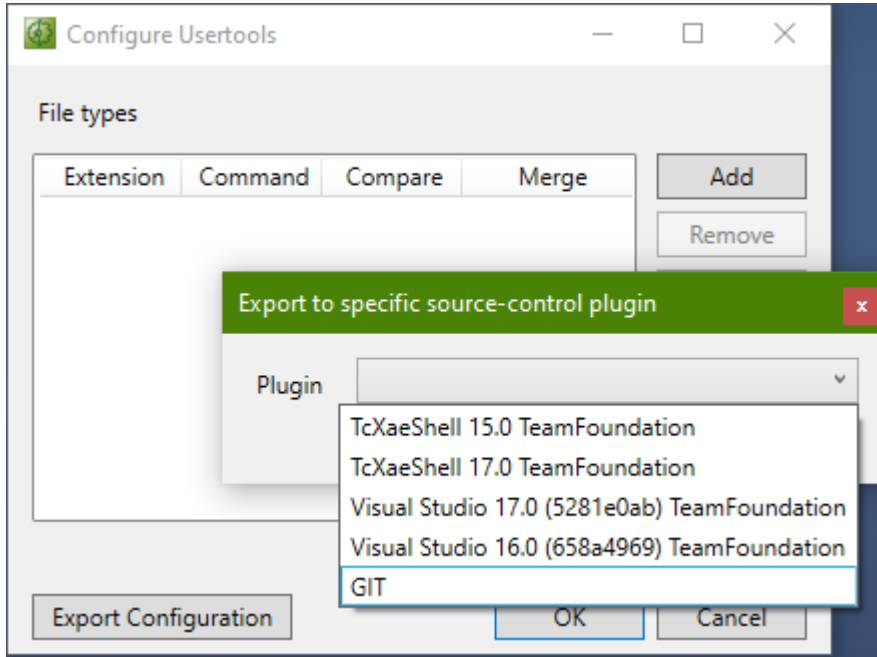 Configure Usertools
File types
Extension Command Compare Merge
Add
Remove
Export to specific source-control plugin
x
Plugin
TcXaeShell 15.0 TeamFoundation
TcXaeShell 17.0 TeamFoundation
Visual Studio 17.0 (5281e0ab) TeamFoundation
Visual Studio 16.0 (658a4969) TeamFoundation
GIT
Export Configuration OK Cancel